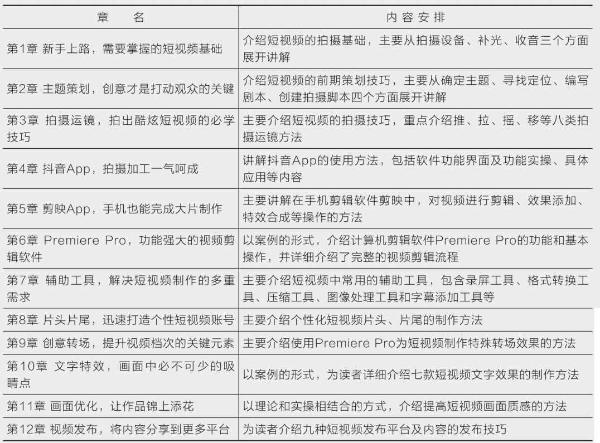 章　名
内容安排
第1章 新手上路，需要掌握的短视频基础
介绍短视频的拍摄基础，主要从拍摄设备、补光、收音三个方面
展开讲解
第2章 主题策划，创意才是打动观众的关键
介绍短视频的前期策划技巧，主要从确定主题、寻找定位、编写
剧本、创建拍摄脚本四个方面展开讲解
第3章 拍摄运镜，拍出酷炫短视频的必学
技巧
主要介绍短视频的拍摄技巧，重点介绍推、拉、摇、移等八类拍
摄运镜方法
第4章 抖音App，拍摄加工一气呵成
讲解抖音App的使用方法，包括软件功能界面及功能实操、具体
应用等内容
第5章 剪映App，手机也能完成大片制作
主要讲解在手机剪辑软件剪映中，对视频进行剪辑、效果添加、
特效合成等操作的方法
第6章 Premiere Pro，功能强大的视频剪
辑软件
以案例的形式，介绍计算机剪辑软件Premiere Pro的功能和基本
操作，并详细介绍了完整的视频剪辑流程
第7章 辅助工具，解决短视频制作的多重
需求
主要介绍短视频中常用的辅助工具，包含录屏工具、格式转换工
具、压缩工具、图像处理工具和字幕添加工具等
第8章 片头片尾，迅速打造个性短视频账号
主要介绍个性化短视频片头、片尾的制作方法
第9章 创意转场，提升视频档次的关键元素
主要介绍使用Premiere Pro为短视频制作特殊转场效果的方法
第10章 文字特效，画面中必不可少的吸
睛点
以案例的形式，为读者详细介绍七款短视频文字效果的制作方法
第11章 画面优化，让作品锦上添花
以理论和实操相结合的方式，介绍提高短视频画面质感的方法
第12章 视频发布，将内容分享到更多平台
为读者介绍九种短视频发布平台及内容的发布技巧